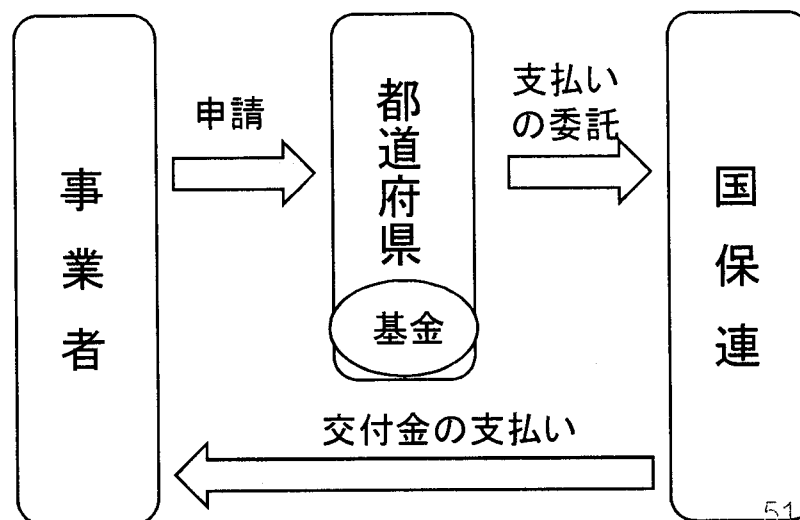 事業者
申請
都道府県
基金
支払い
の委託
国保連
交付金の支払い
51